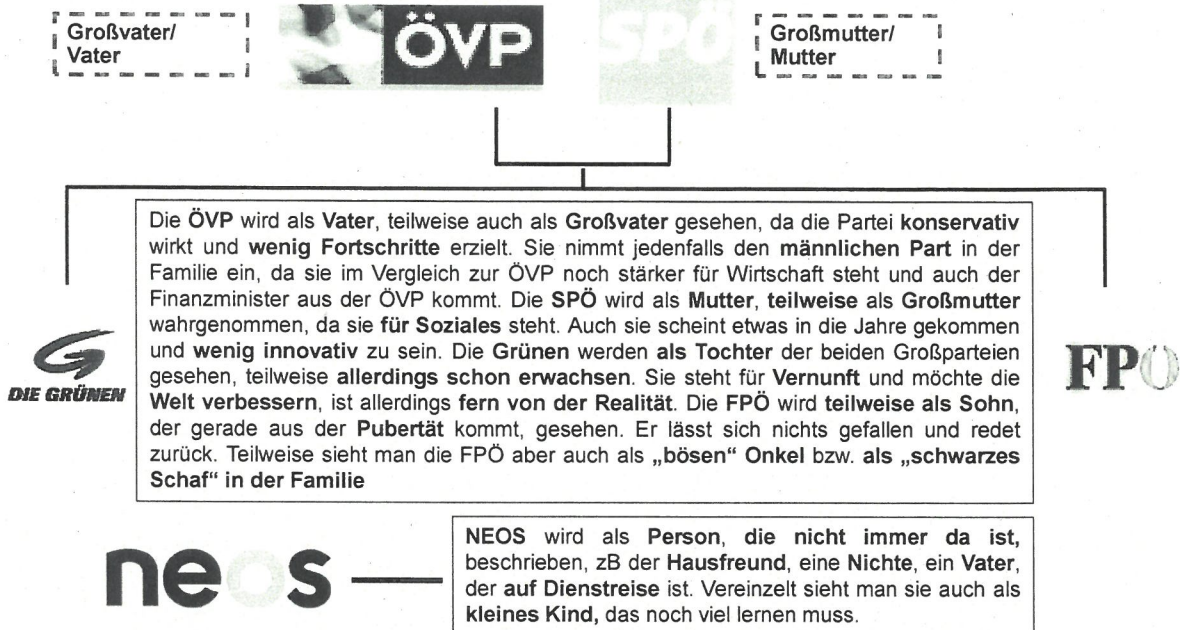 Großvater/
Vater
ÖVP
SPÖ
Großmutter/
Mutter
Die ÖVP wird als Vater, teilweise auch als Großvater gesehen, da die Partei konservativ
wirkt und wenig Fortschritte erzielt. Sie nimmt jedenfalls den männlichen Part in der
Familie ein, da sie im Vergleich zur ÖVP noch stärker für Wirtschaft steht und auch der
Finanzminister aus der ÖVP kommt. Die SPÖ wird als Mutter, teilweise als Großmutter
wahrgenommen, da sie für Soziales steht. Auch sie scheint etwas in die Jahre gekommen
und wenig innovativ zu sein. Die Grünen werden als Tochter der beiden Großparteien
gesehen, teilweise allerdings schon erwachsen. Sie steht für Vernunft und möchte die
Welt verbessern, ist allerdings fern von der Realität. Die FPÖ wird teilweise als Sohn,
der gerade aus der Pubertät kommt, gesehen. Er lässt sich nichts gefallen und redet
zurück. Teilweise sieht man die FPÖ aber auch als „bösen“ Onkel bzw. als „schwarzes
Schaf“ in der Familie
DIE GRÜNEN
FPÖ
neos
NEOS wird als Person, die nicht immer da ist,
beschrieben, zB der Hausfreund, eine Nichte, ein Vater,
der auf Dienstreise ist. Vereinzelt sieht man sie auch als
kleines Kind, das noch viel lernen muss.